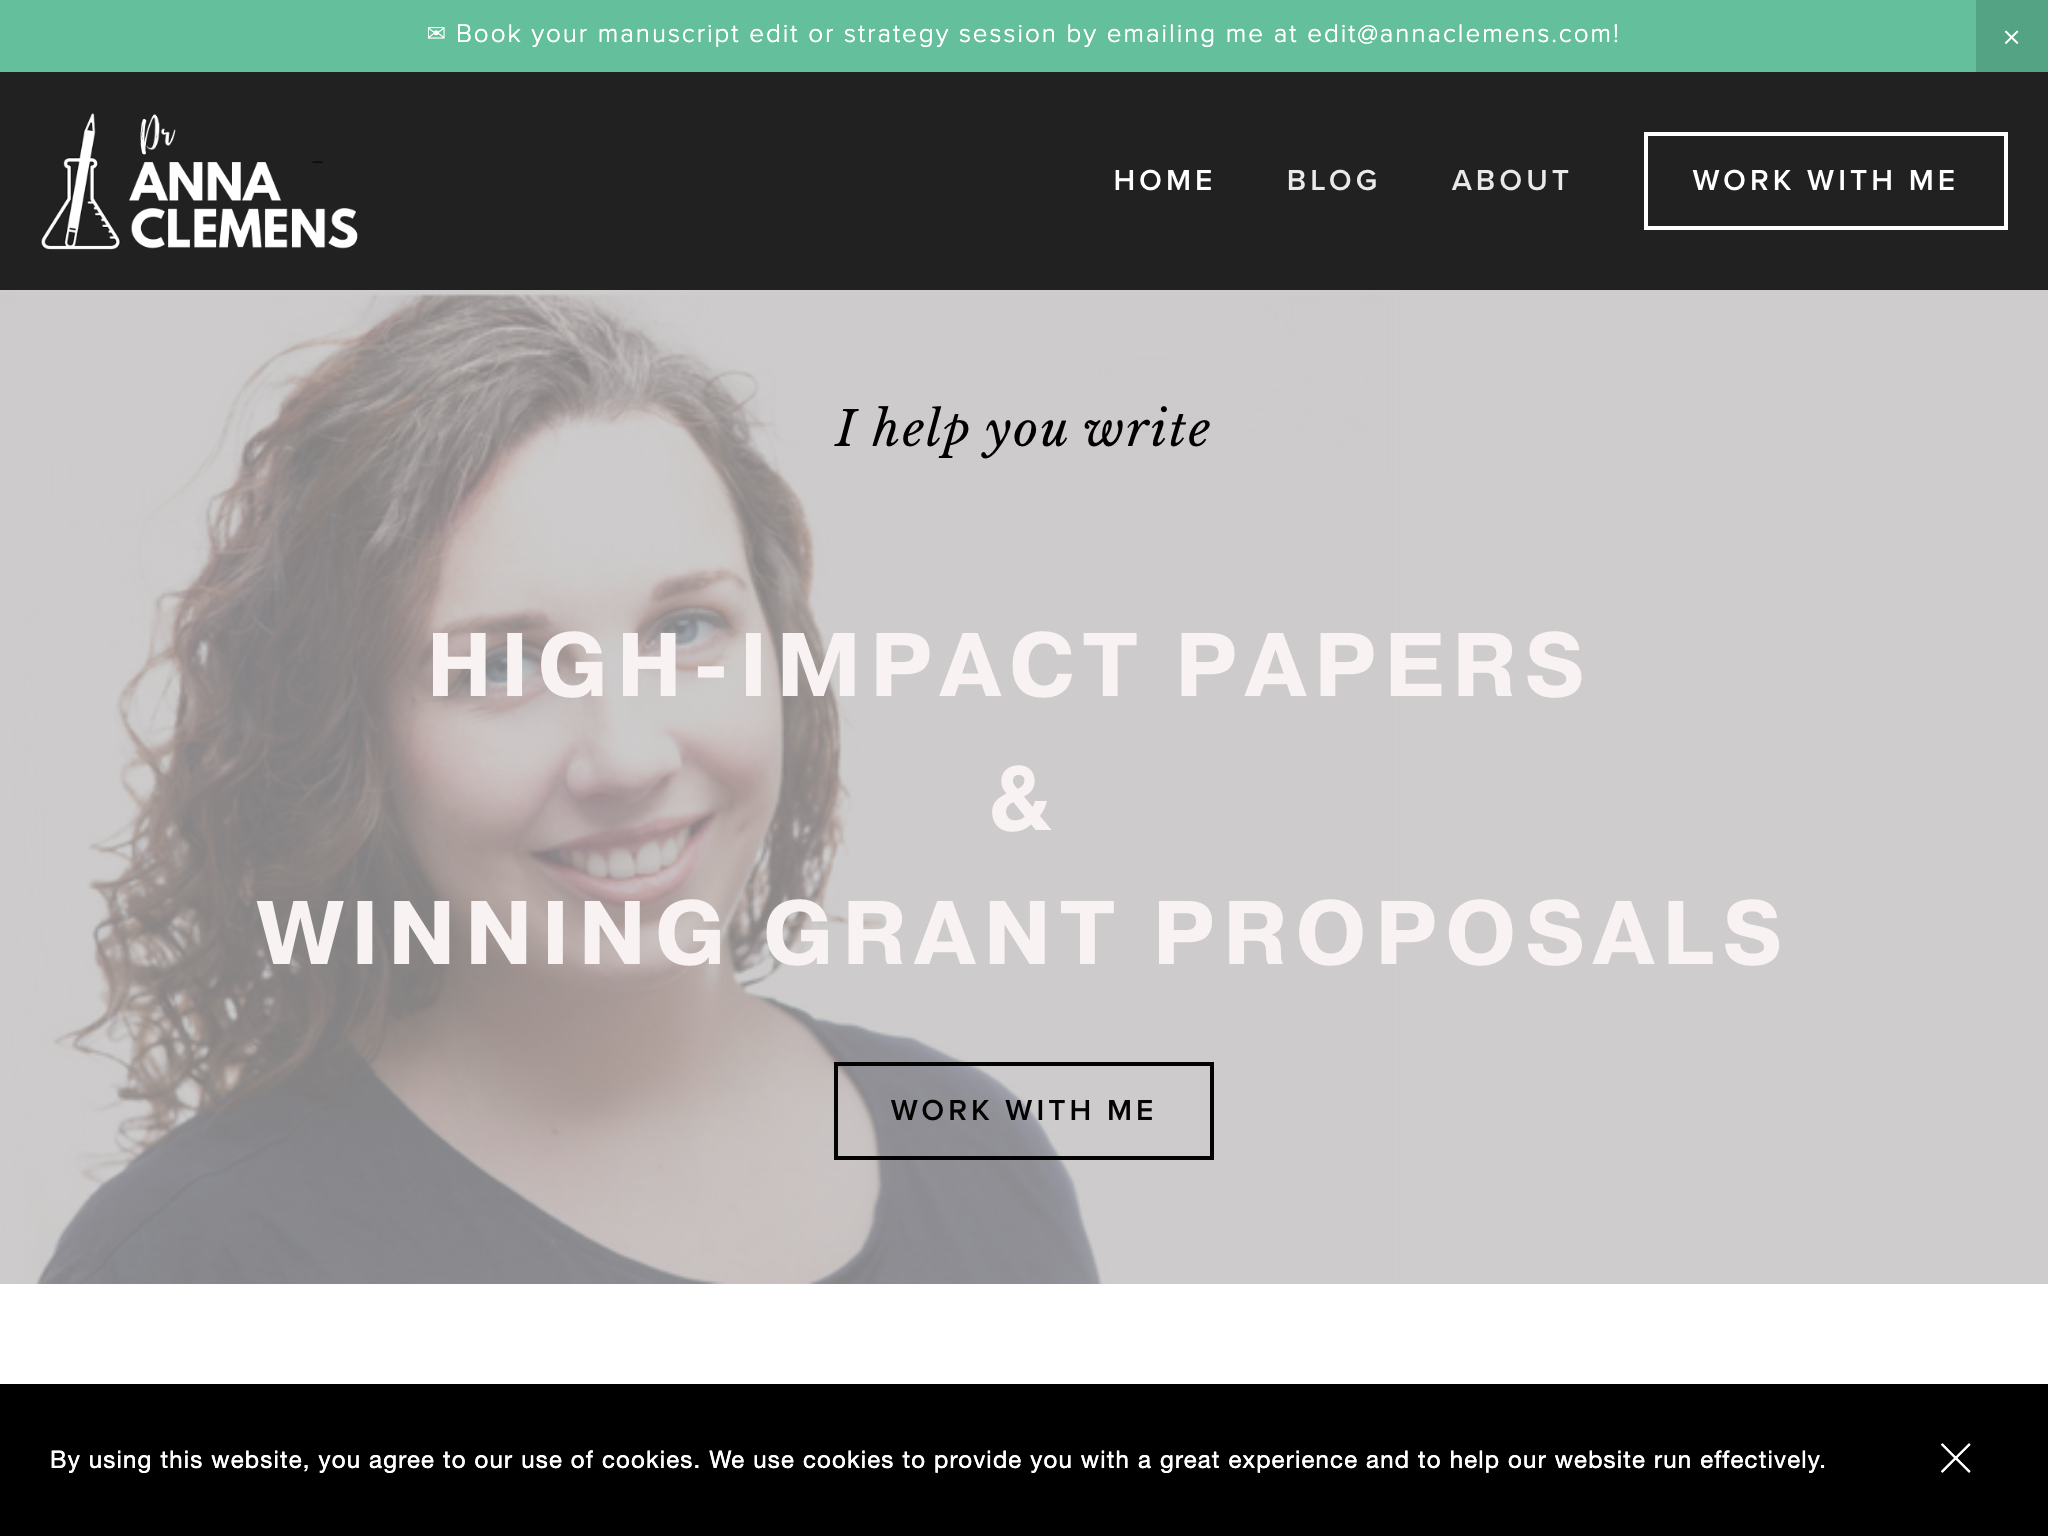 ✉ Book your manuscript edit or strategy session by emailing me at edit@annaclemens.com!
×
Dr
ANNA
CLEMENS
HOME BLOG ABOUT WORK WITH ME
I help you write
HIGH-IMPACT PAPERS
&
WINNING GRANT PROPOSALS
WORK WITH ME
By using this website, you agree to our use of cookies. We use cookies to provide you with a great experience and to help our website run effectively.